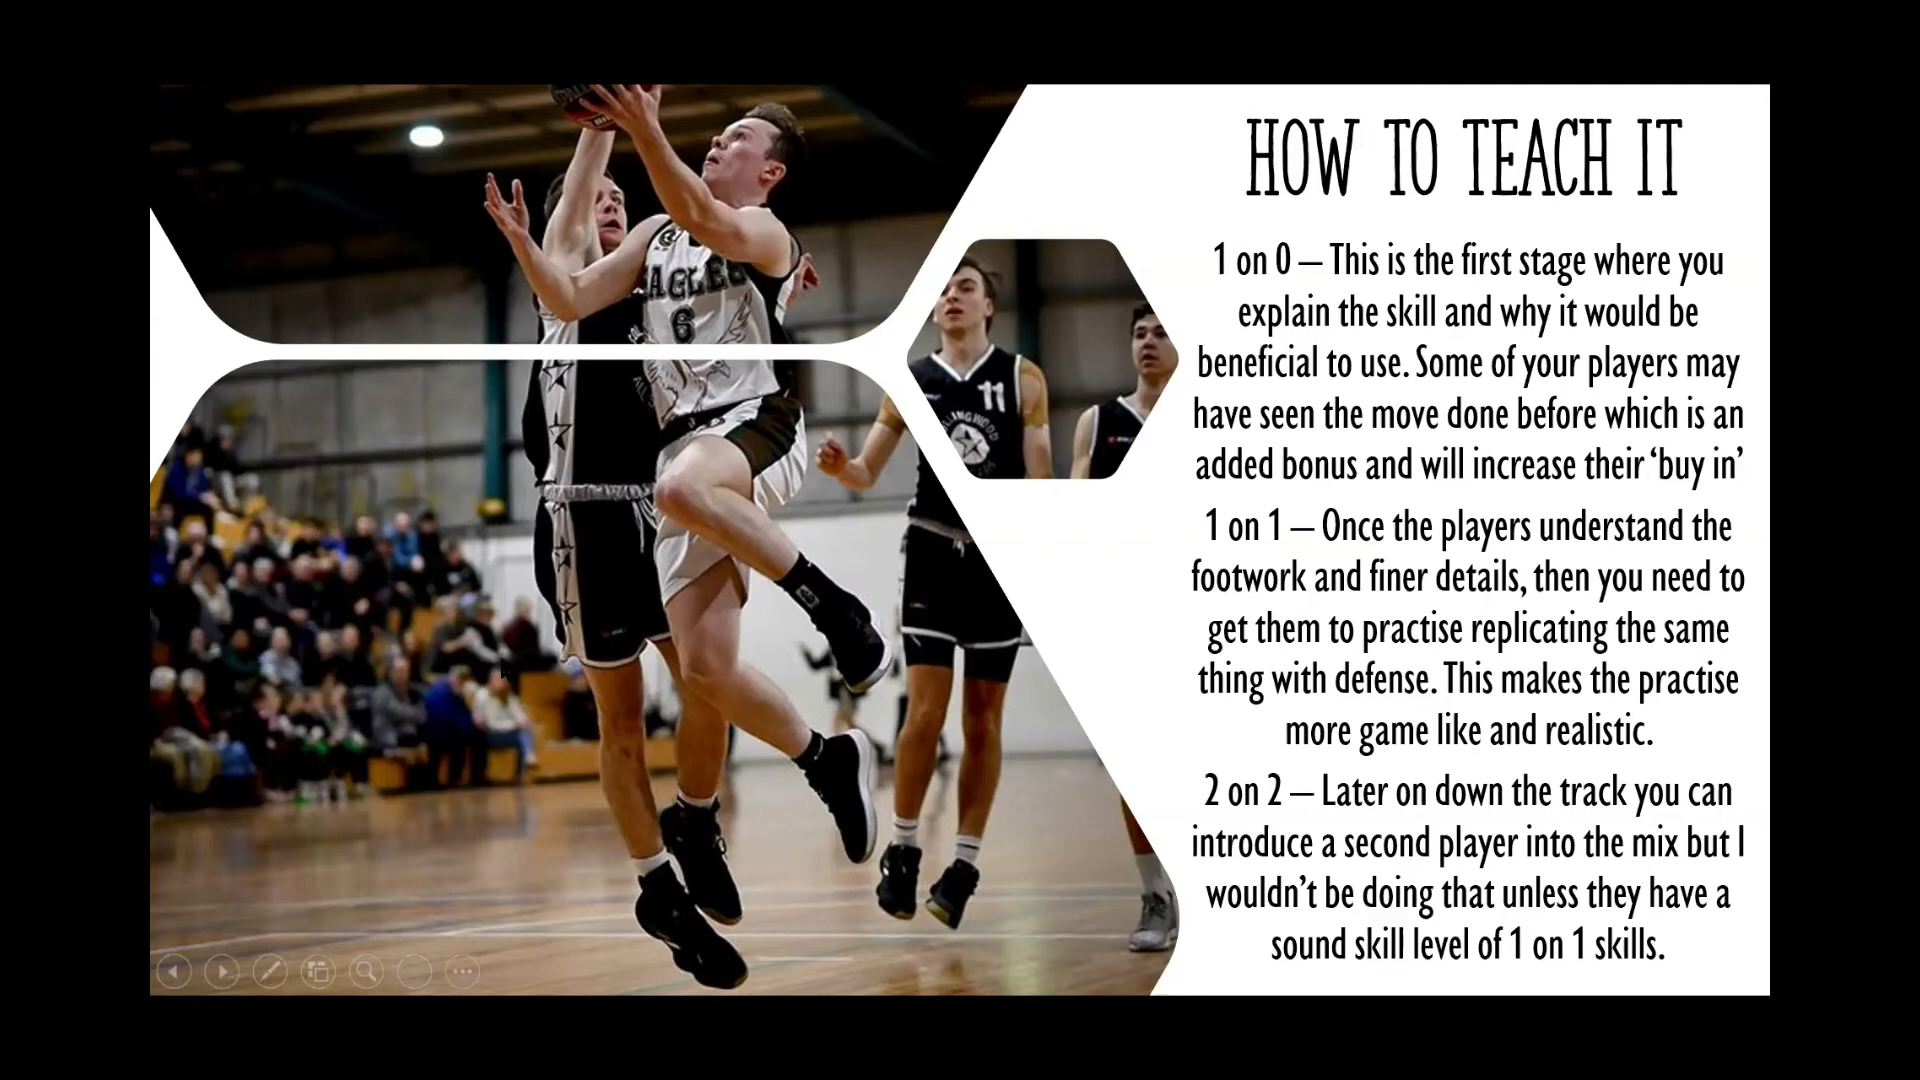 HOW TO TEACH IT
1 on 0 – This is the first stage where you
explain the skill and why it would be
beneficial to use. Some of your players may
have seen the move done before which is an
added bonus and will increase their 'buy in'
1 on 1 – Once the players understand the
footwork and finer details, then you need to
get them to practise replicating the same
thing with defense. This makes the practise
more game like and realistic.
2 on 2 – Later on down the track you can
introduce a second player into the mix but I
wouldn't be doing that unless they have a
sound skill level of 1 on 1 skills.
6
11